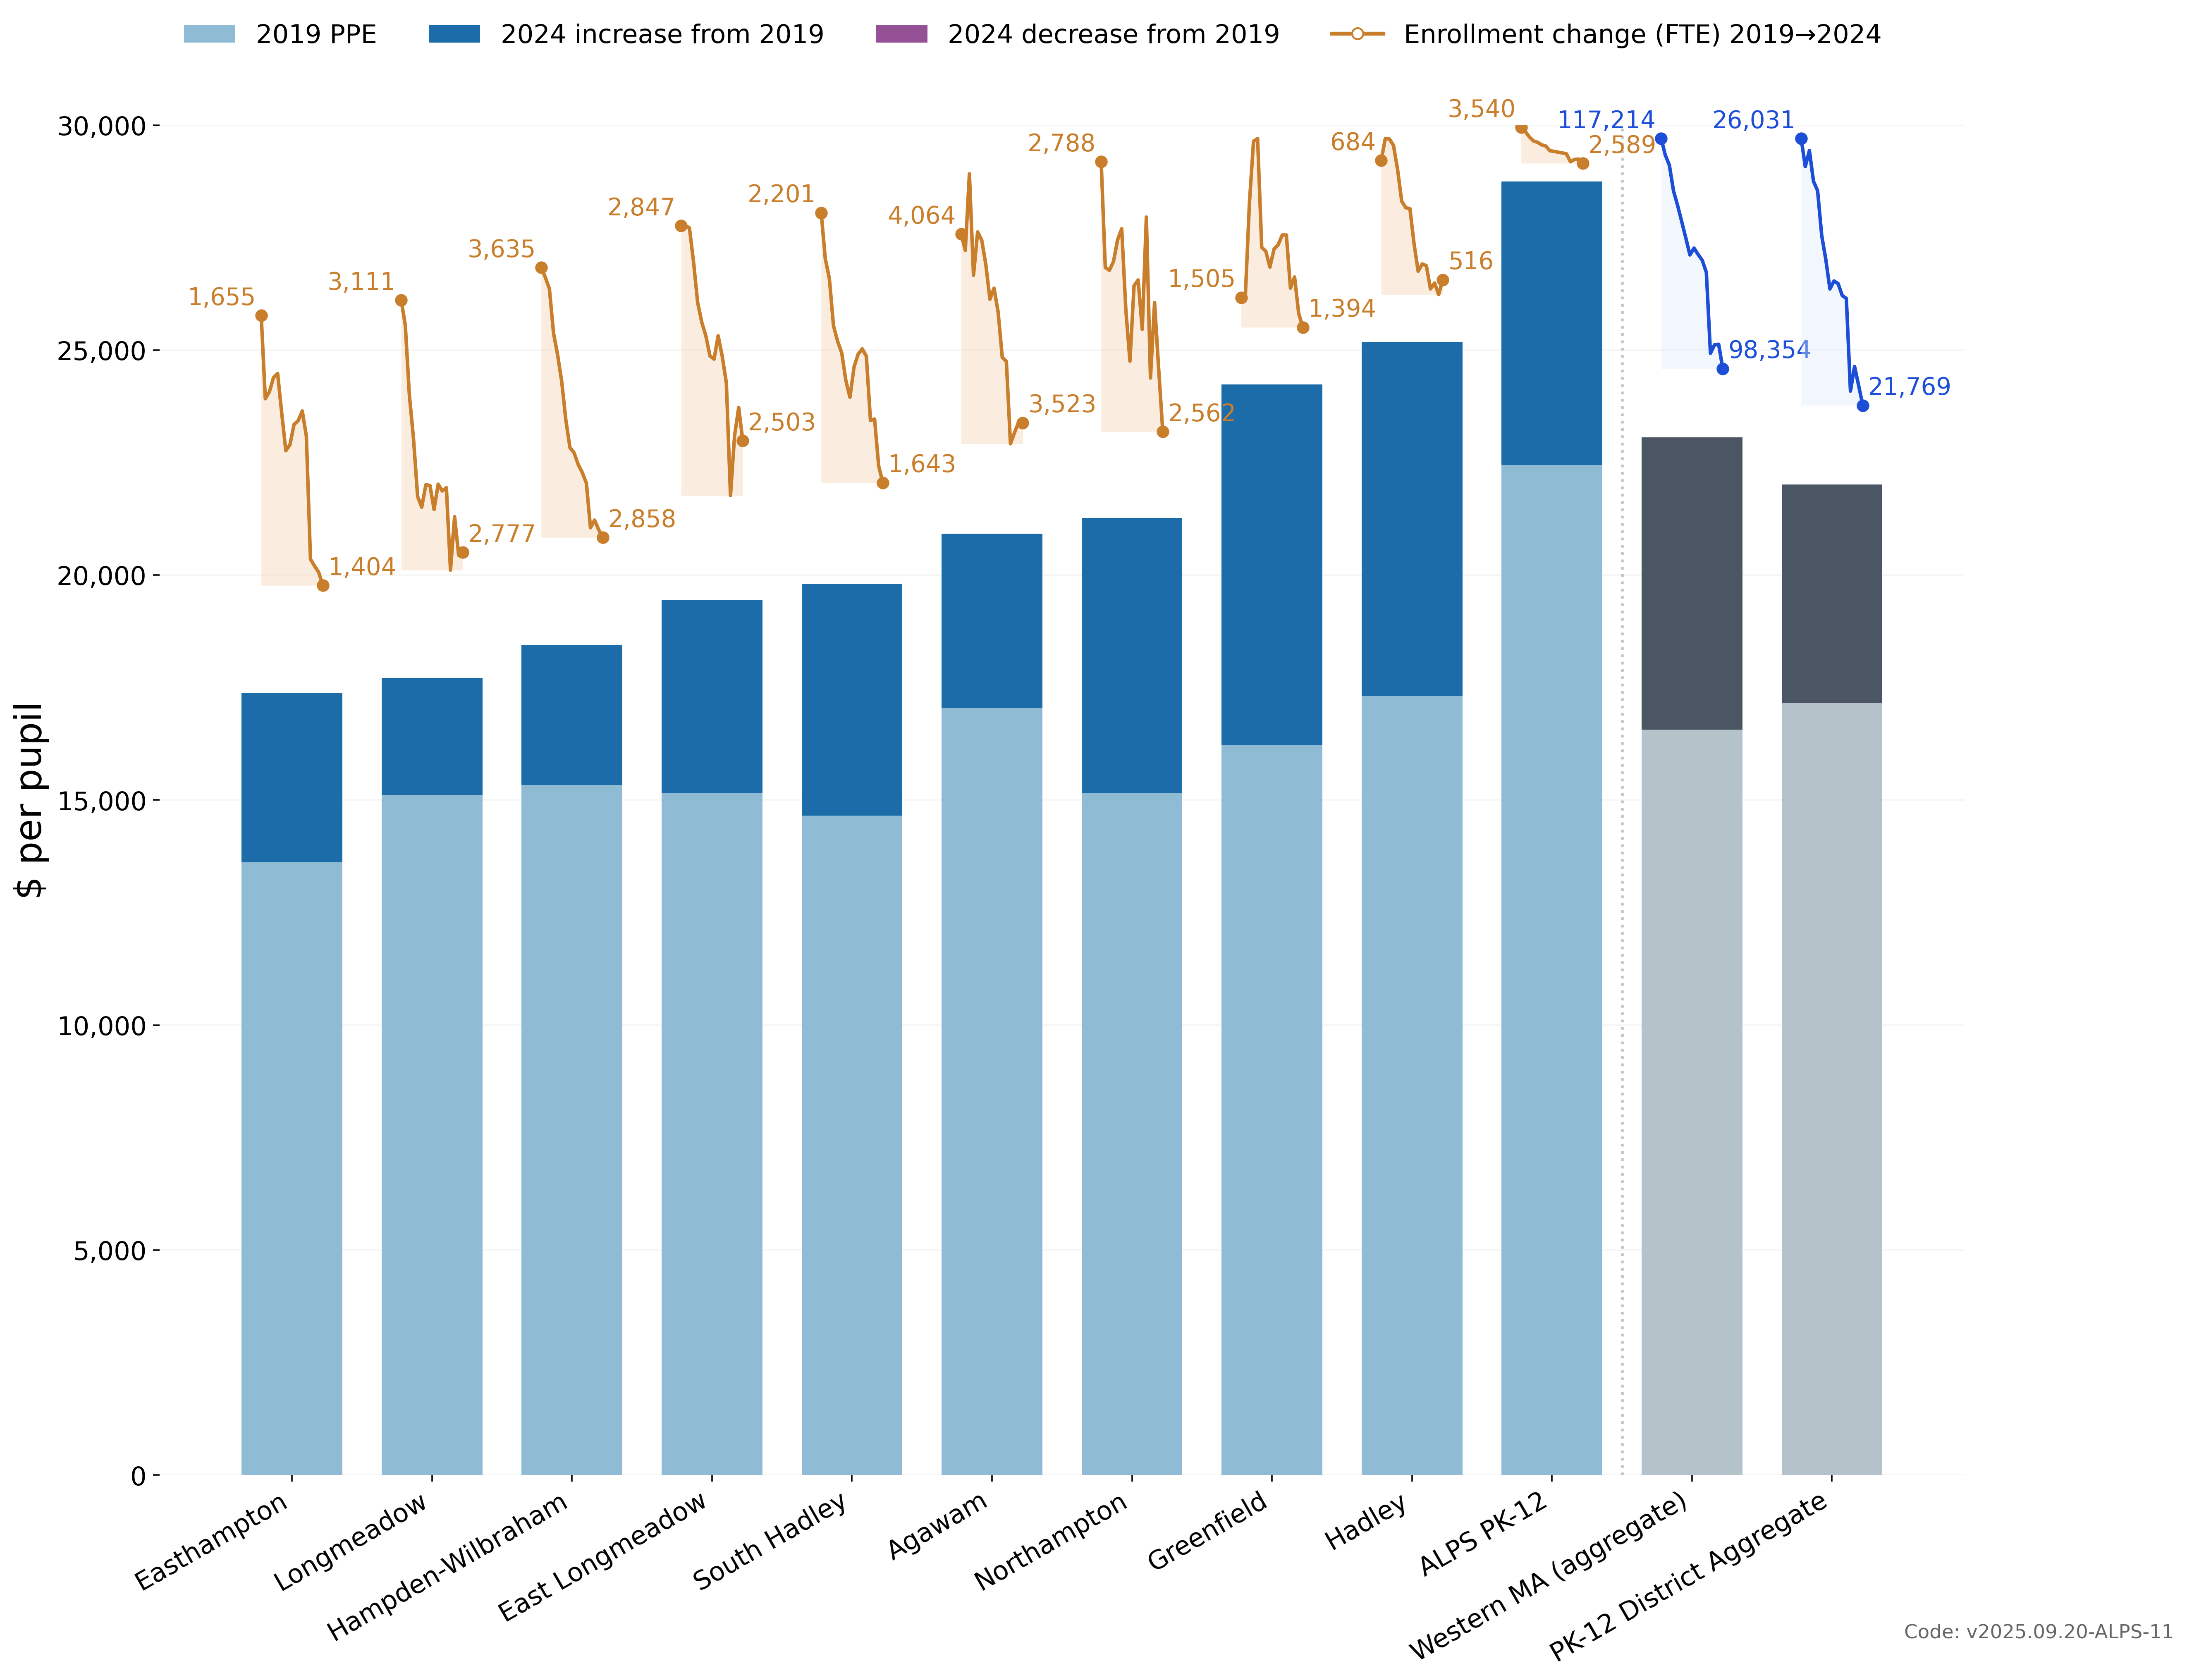 2019 PPE
2024 increase from 2019
2024 decrease from 2019
Enrollment change (FTE) 2019→2024
$ per pupil
30,000
25,000
20,000
15,000
10,000
5,000
0
1,655
1,404
3,111
2,777
3,635
2,858
2,847
2,503
2,201
1,643
4,064
3,523
2,788
2,562
1,505
1,394
684
516
3,540
2,589
117,214
98,354
26,031
21,769
Easthampton
Longmeadow
Hampden-Wilbraham
East Longmeadow
South Hadley
Agawam
Northampton
Greenfield
Hadley
ALPS PK-12
Western MA (aggregate)
PK-12 District Aggregate
Code: v2025.09.20-ALPS-11